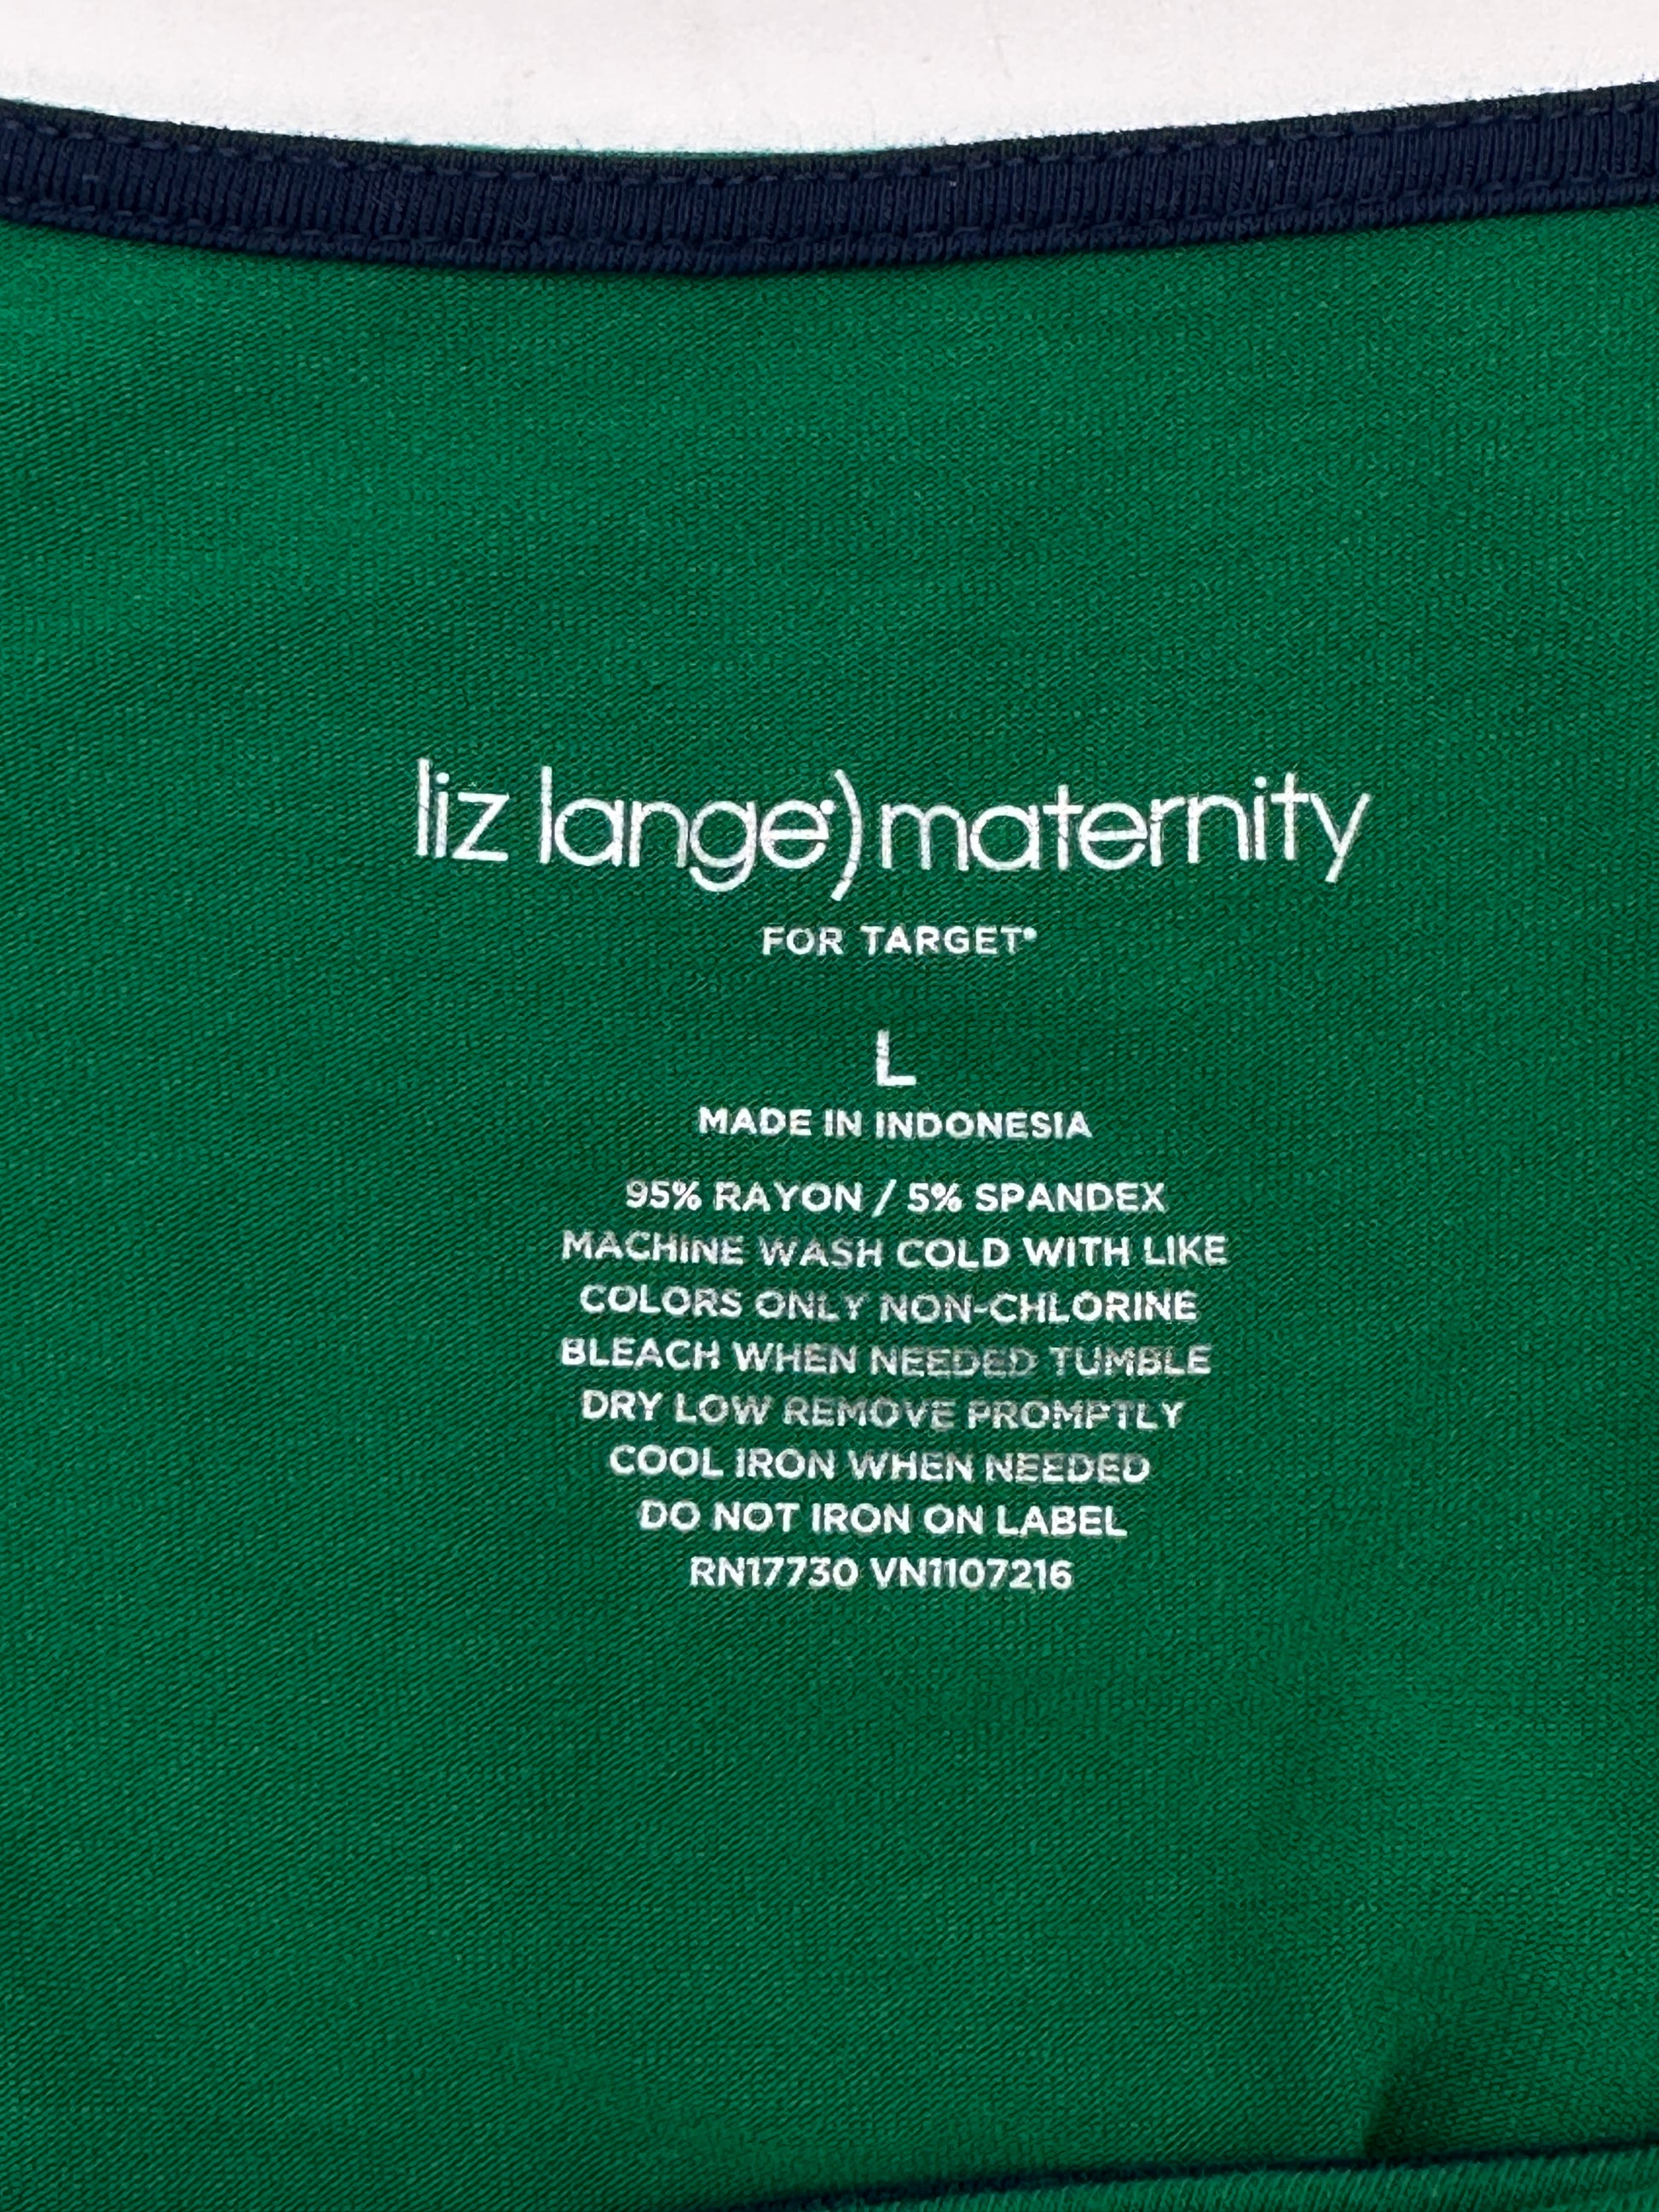 liz lange) maternity
FOR TARGET
L
MADE IN INDONESIA
95% RAYON / 5% SPANDEX
MACHINE WASH COLD WITH LIKE
COLORS ONLY NON-CHLORINE
BLEACH WHEN NEEDED TUMBLE
DRY LOW REMOVE PROMPTLY
COOL IRON WHEN NEEDED
DO NOT IRON ON LABEL
RN17730 VN1107216